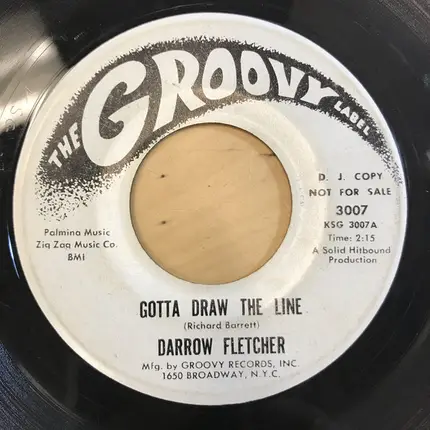 THE GROOVY LABEL
D. J. COPY
NOT FOR SALE
3007
KSG 3007A
Time: 2:15
A Solid Hitbound
Production
Palmina Music
Zig Zag Music Co.
BMI
GOTTA DRAW THE LINE
(Richard Barrett)
DARROW FLETCHER
Mfg. by GROOVY RECORDS, INC.
1650 BROADWAY, N.Y.C.